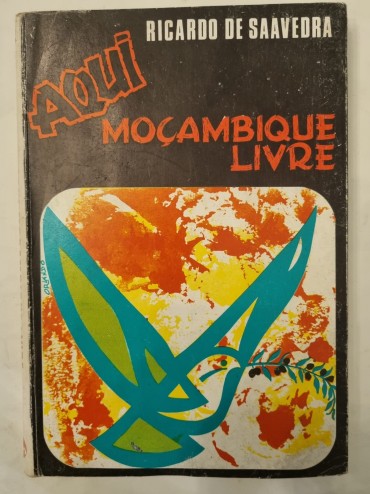 RICARDO DE SAAVEDRA
AQUI
MOÇAMBIQUE
LIVRE